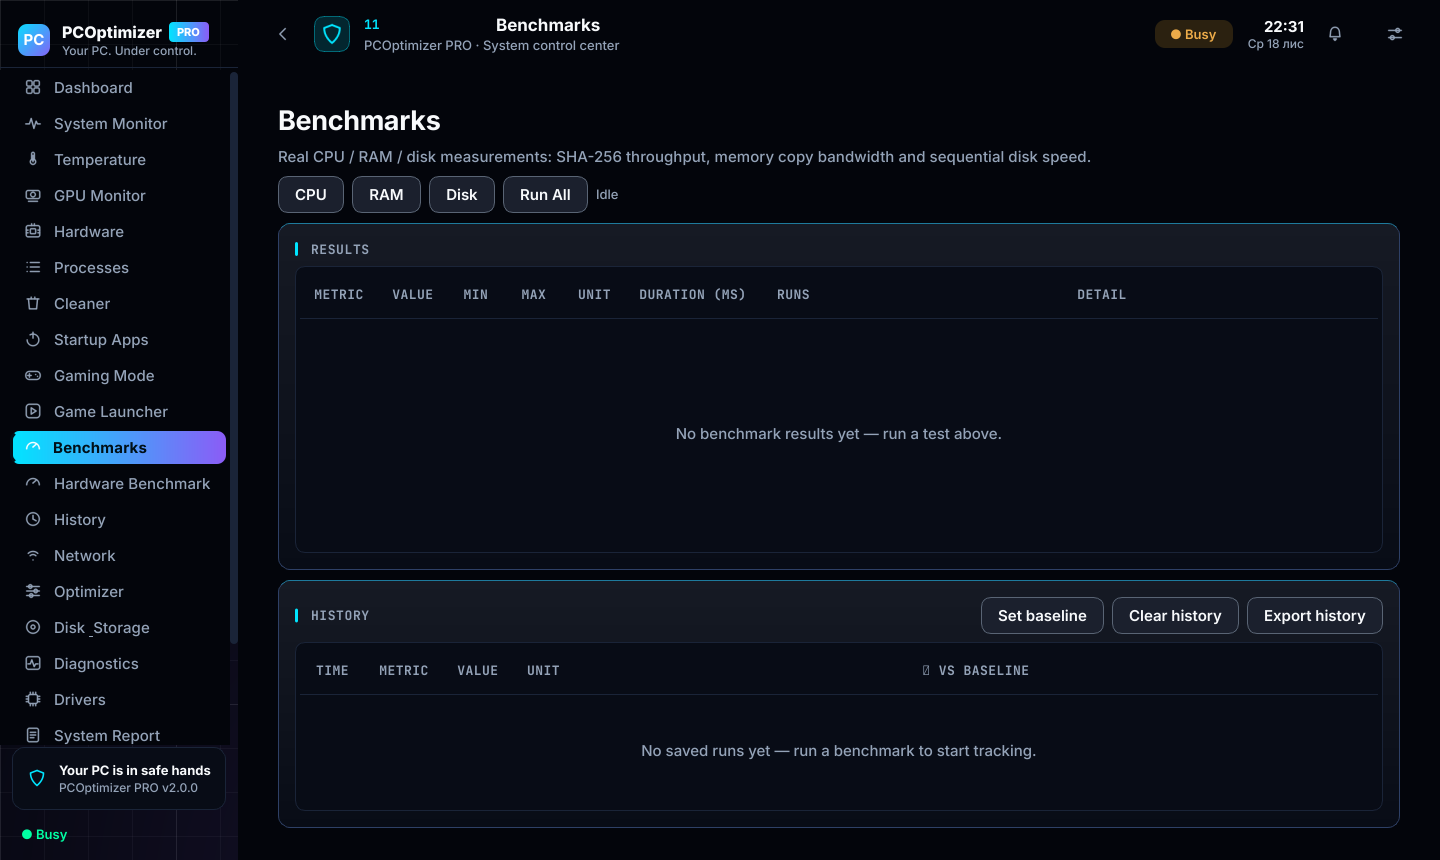 PC PCOptimizer PRO
Your PC. Under control.
Dashboard
System Monitor
Temperature
GPU Monitor
Hardware
Processes
Cleaner
Startup Apps
Gaming Mode
Game Launcher
Benchmarks
Hardware Benchmark
History
Network
Optimizer
Disk _Storage
Diagnostics
Drivers
System Report
Your PC is in safe hands
PCOptimizer PRO v2.0.0
Busy
11 Benchmarks
PCOptimizer PRO · System control center
Busy
22:31
Ср 18 лис
Benchmarks
Real CPU / RAM / disk measurements: SHA-256 throughput, memory copy bandwidth and sequential disk speed.
CPU RAM Disk Run All Idle
RESULTS
METRIC VALUE MIN MAX UNIT DURATION (MS) RUNS DETAIL
No benchmark results yet — run a test above.
HISTORY Set baseline Clear history Export history
TIME METRIC VALUE UNIT VS BASELINE
No saved runs yet — run a benchmark to start tracking.